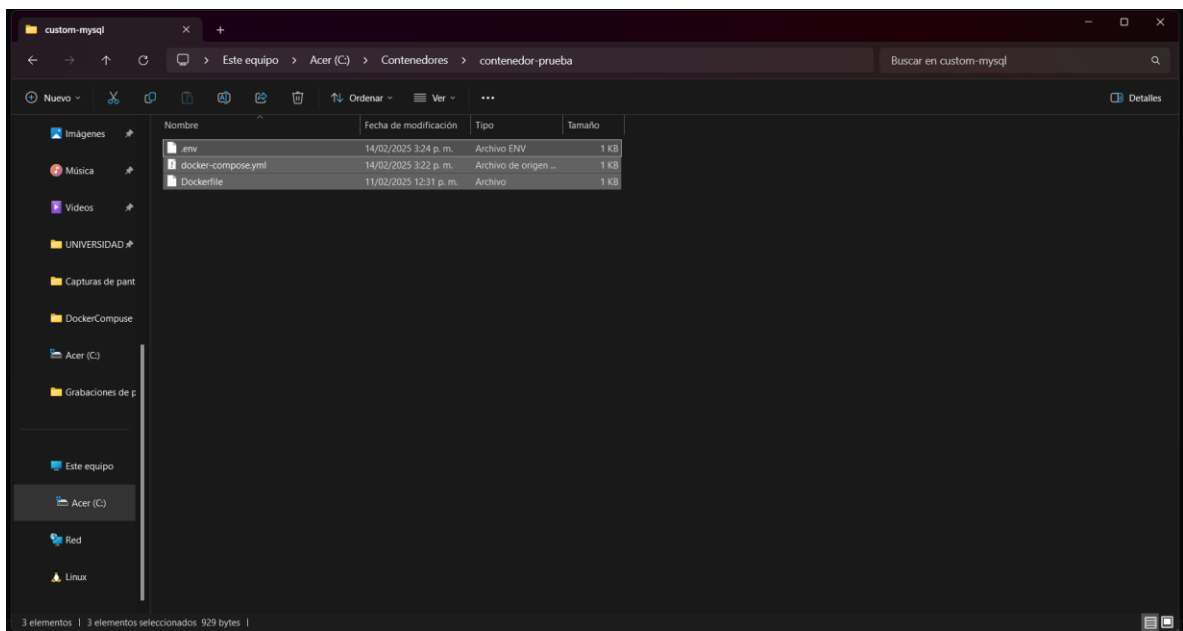 custom-mysql
Este equipo > Acer (C:) > Contenedores > contenedor-prueba
Buscar en custom-mysql
Nuevo
Ordenar
Ver
Detalles
Imágenes
Música
Videos
UNIVERSIDAD
Capturas de pant
DockerCompuse
Acer (C:)
Grabaciones de p
Este equipo
Acer (C:)
Red
Linux
Nombre Fecha de modificación Tipo Tamaño
.env 14/02/2025 3:24 p. m. Archivo ENV 1 KB
docker-compose.yml 14/02/2025 3:22 p. m. Archivo de origen ... 1 KB
Dockerfile 11/02/2025 12:31 p. m. Archivo 1 KB
3 elementos | 3 elementos seleccionados 929 bytes |